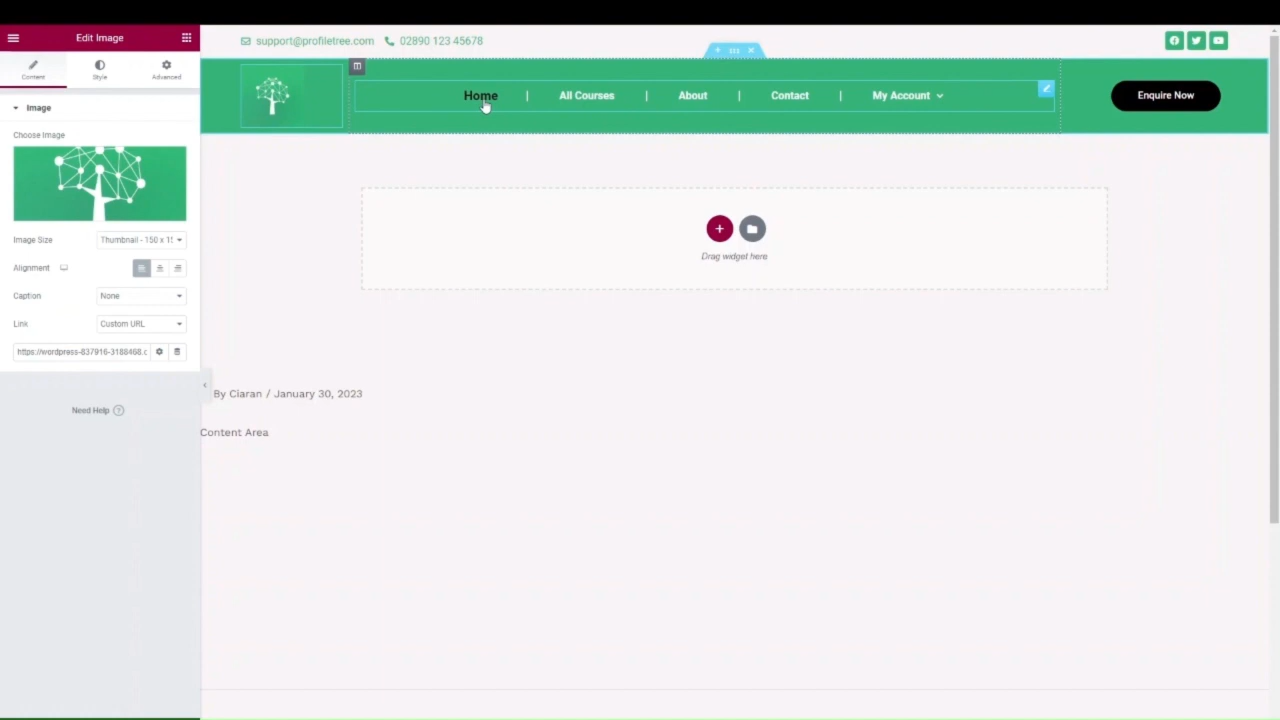 Edit Image
Content
Style
Advanced
Image
Choose Image
Image Size
Thumbnail - 150 x 15
Alignment
Caption
None
Link
Custom URL
https://wordpress-837916-3188468.c
Need Help ?
support@profiletree.com
02890 123 45678
Home | All Courses | About | Contact | My Account
Enquire Now
Drag widget here
By Ciaran / January 30, 2023
Content Area